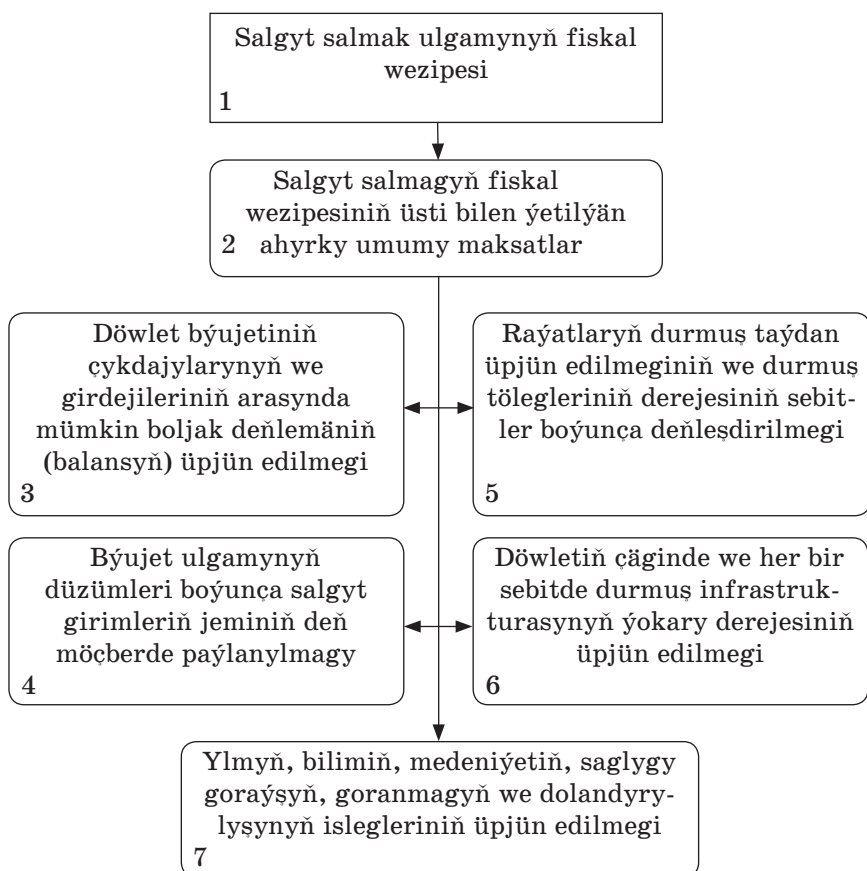 Salgyt salmak ulgamynyň fiskal
wezipesi
1
Salgyt salmagyň fiskal
wezipesiniň üsti bilen ýetilýän
2 ahyrky umumy maksatlar
Döwlet býujetiniň
çykdajylarynyň we
girdejileriniň arasynda
mümkin boljak deňlemäniň
(balansyň) üpjün edilmegi
3
Raýatlaryň durmuş taýdan
üpjün edilmeginiň we durmuş
tölegleriniň derejesiniň sebit-
ler boýunça deňleşdirilmegi
5
Býujet ulgamynyň
düzümleri boýunça salgyt
girimleriň jeminiň deň
möçberde paýlanylmagy
4
Döwletiň çäginde we her bir
sebitde durmuş infrastruk-
turasynyň ýokary derejesiniň
üpjün edilmegi
6
Ylmyň, bilimiň, medeniýetiň, saglygy
goraýşyň, goranmagyň we dolandyry-
lyşynyň islegleriniň üpjün edilmegi
7